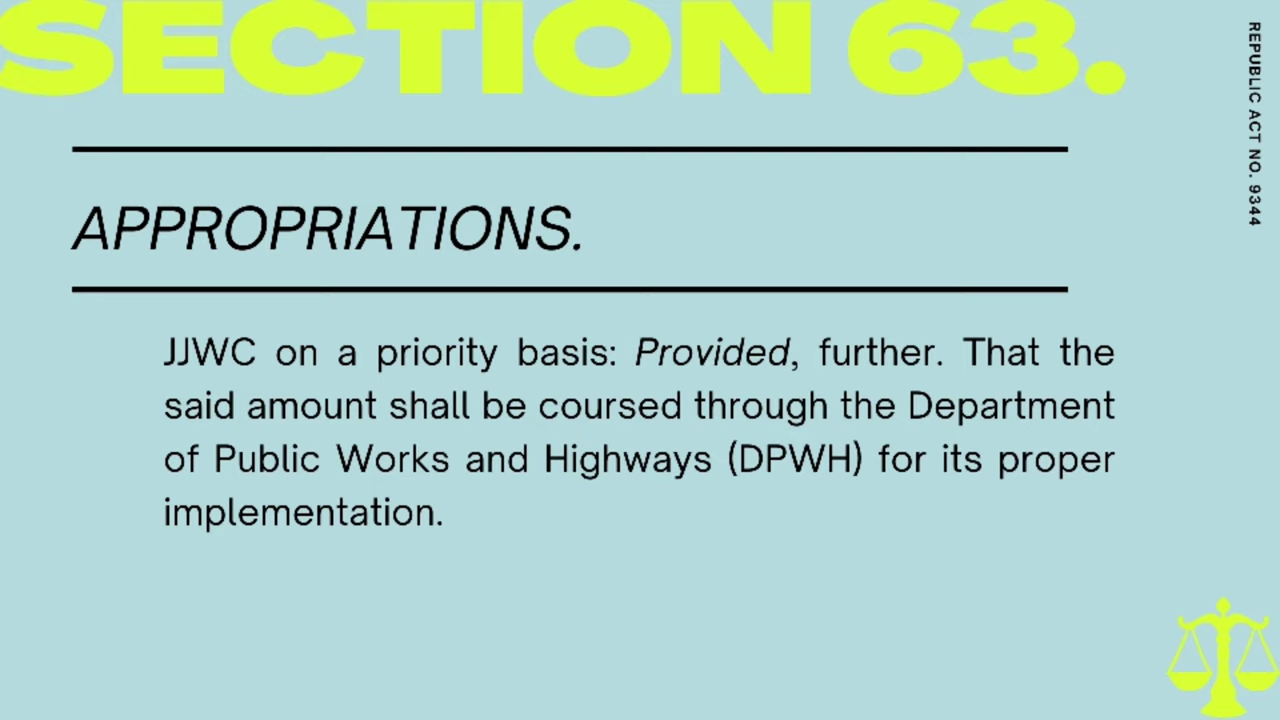 SECTION 63.
REPUBLIC ACT NO. 9344
APPROPRIATIONS.
JJWC on a priority basis: Provided, further. That the
said amount shall be coursed through the Department
of Public Works and Highways (DPWH) for its proper
implementation.